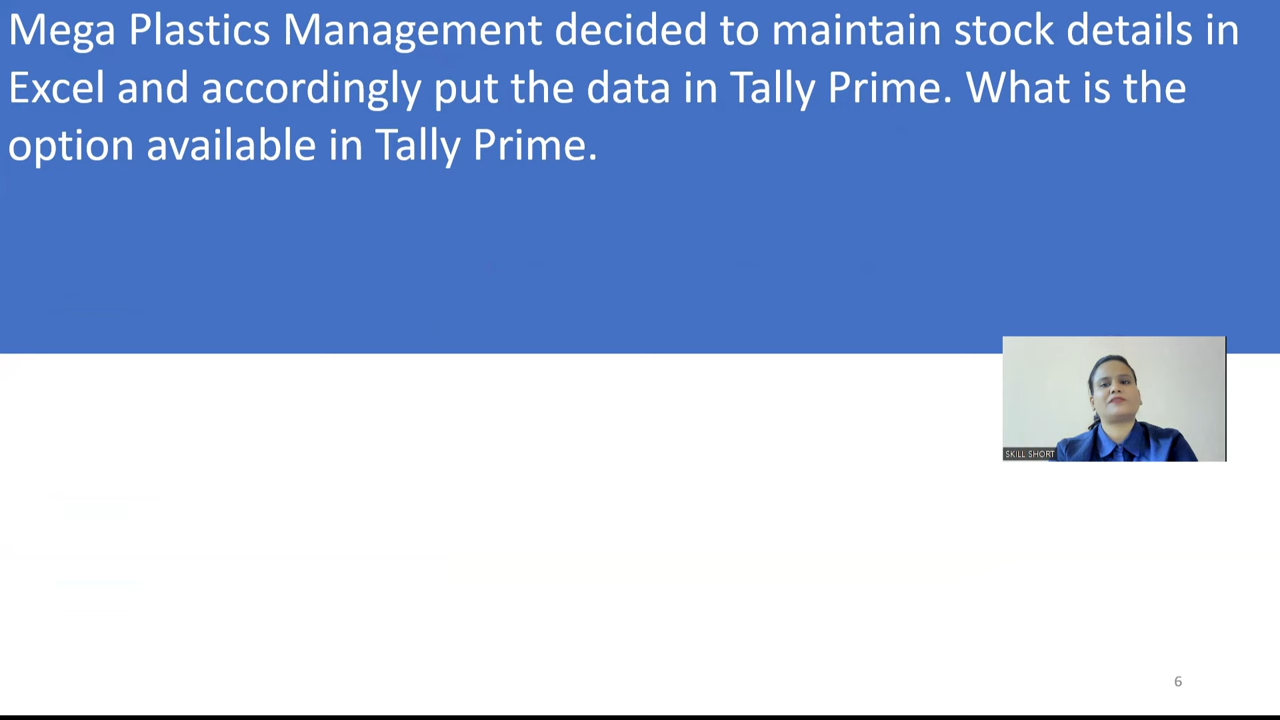 Mega Plastics Management decided to maintain stock details in
Excel and accordingly put the data in Tally Prime. What is the
option available in Tally Prime.
SKILL SHORT
6